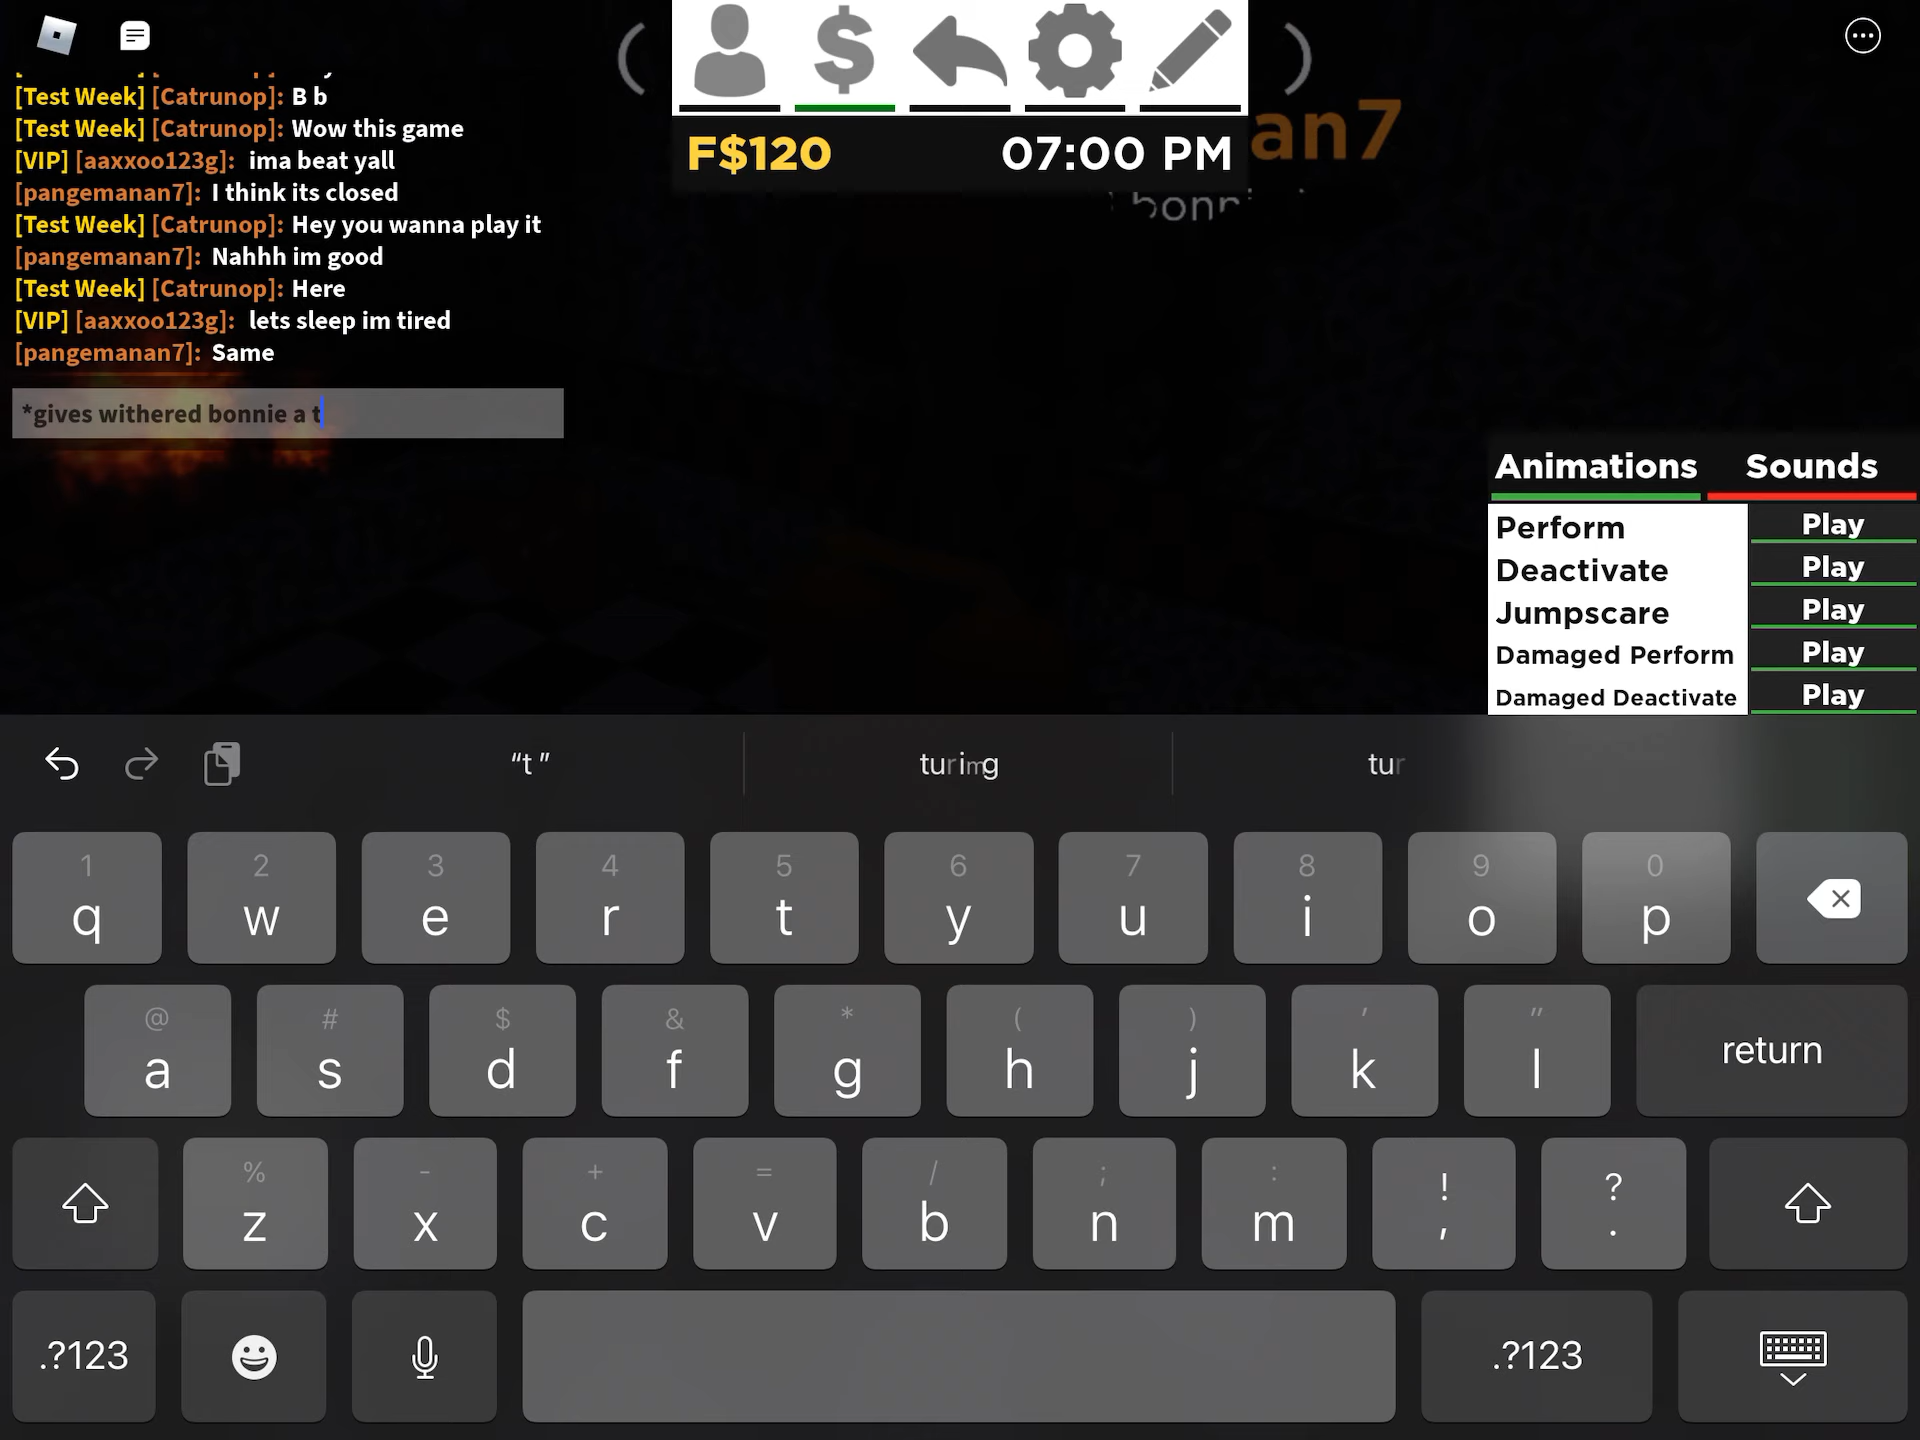 [Test Week] [Catrunop]: B b
[Test Week] [Catrunop]: Wow this game
[VIP] [aaxxoo123g]: ima beat yall
[pangemanan7]: I think its closed
[Test Week] [Catrunop]: Hey you wanna play it
[pangemanan7]: Nahhh im good
[Test Week] [Catrunop]: Here
[VIP] [aaxxoo123g]: lets sleep im tired
[pangemanan7]: Same
*gives withered bonnie a t
F$120 07:00 PM
an7
Animations Sounds
Perform Play
Deactivate Play
Jumpscare Play
Damaged Perform Play
Damaged Deactivate Play
“t”
1 2 3 4 5 6 7 8 9 0
q w e r t y u i o p
@ # $ & * ( ) ' "
a s d f g h j k l return
% - + = / ; : ! ?
z x c v b n m , .
.?123 .?123